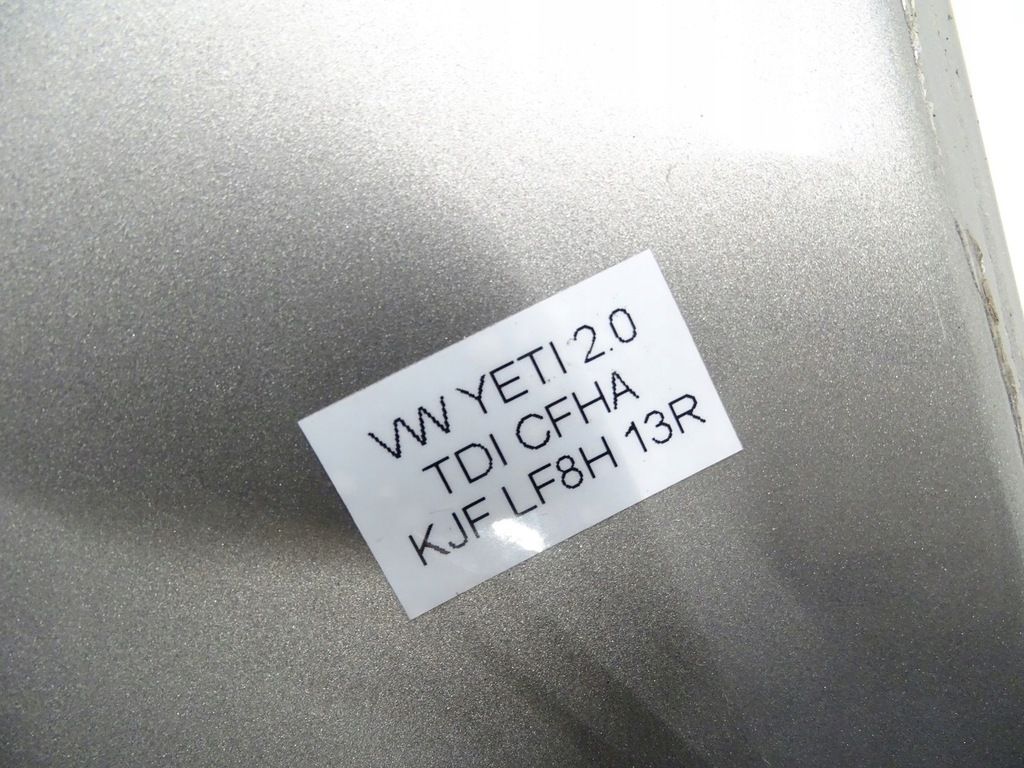 VW YETI 2.0
TDI CFHA
KJF LF8H 13R